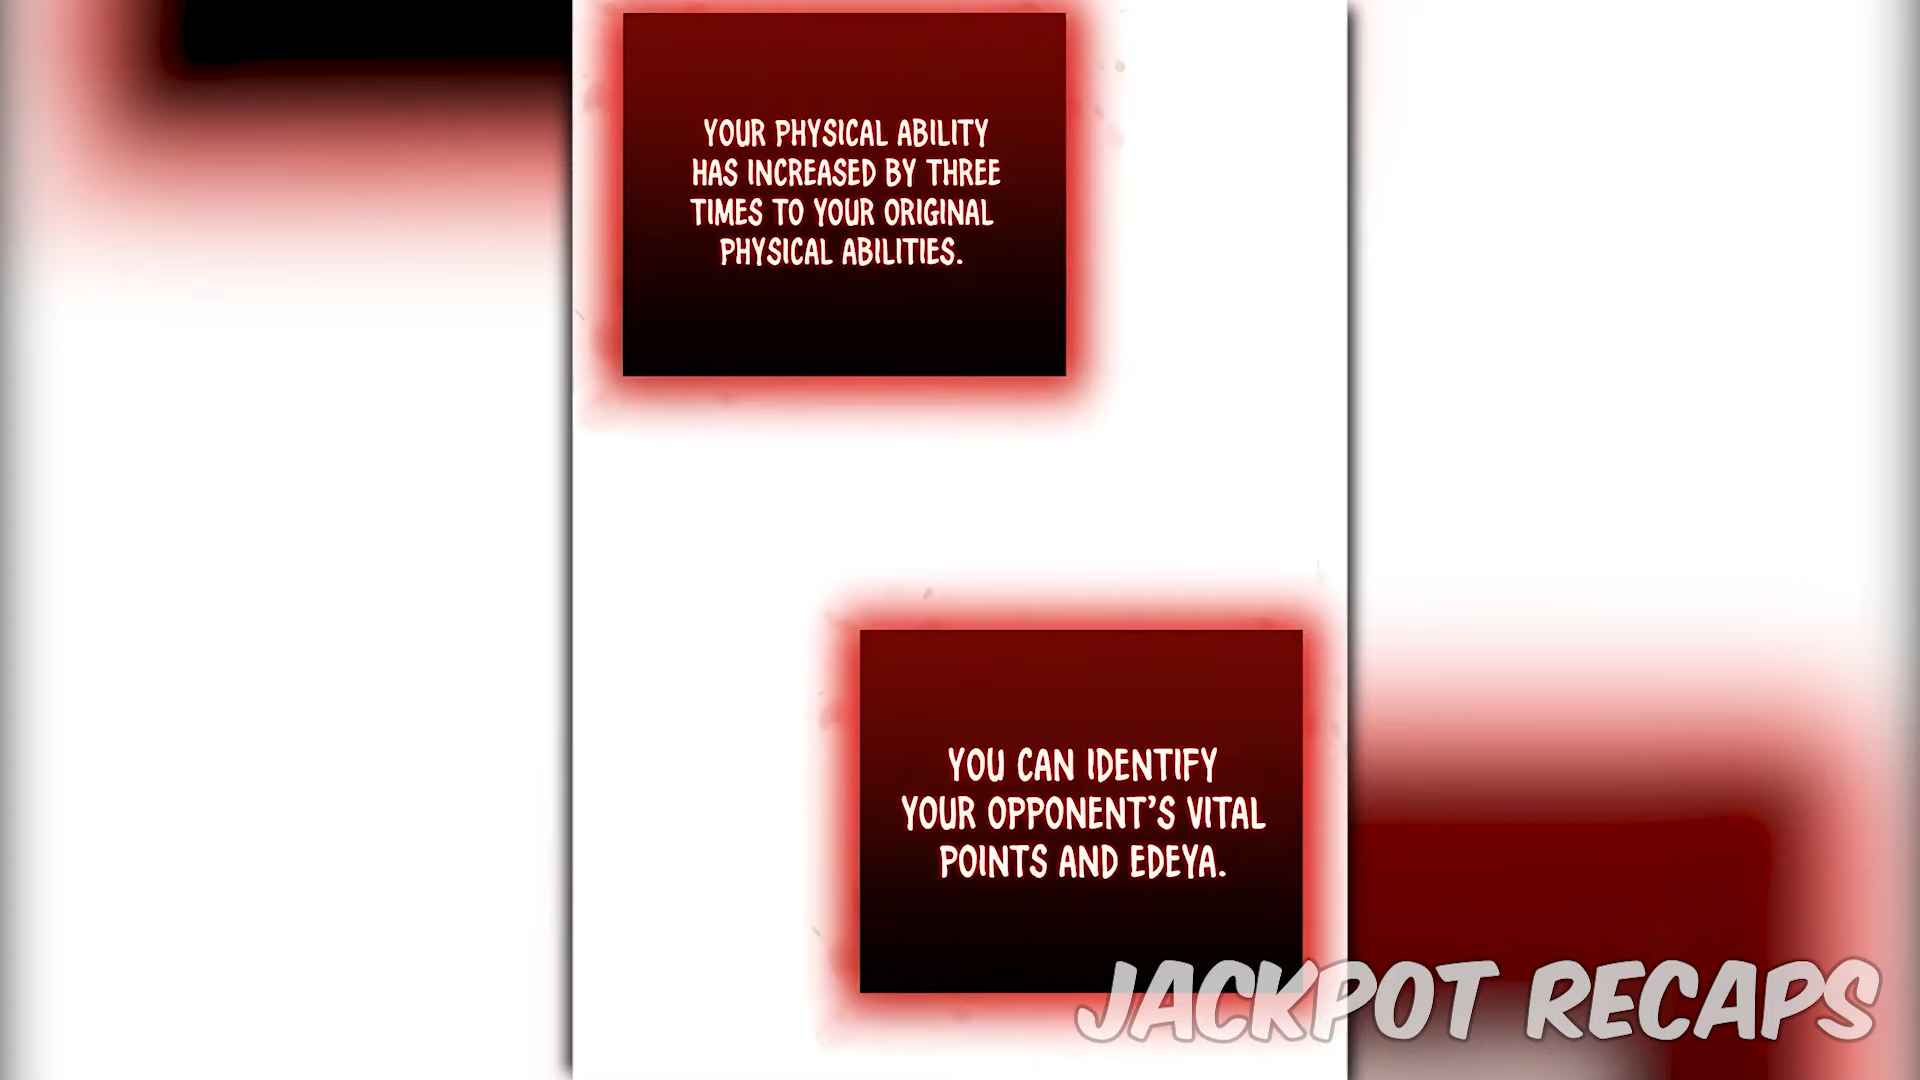 YOUR PHYSICAL ABILITY
HAS INCREASED BY THREE
TIMES TO YOUR ORIGINAL
PHYSICAL ABILITIES.
YOU CAN IDENTIFY
YOUR OPPONENT'S VITAL
POINTS AND EDEYA.
JACKPOT RECAPS